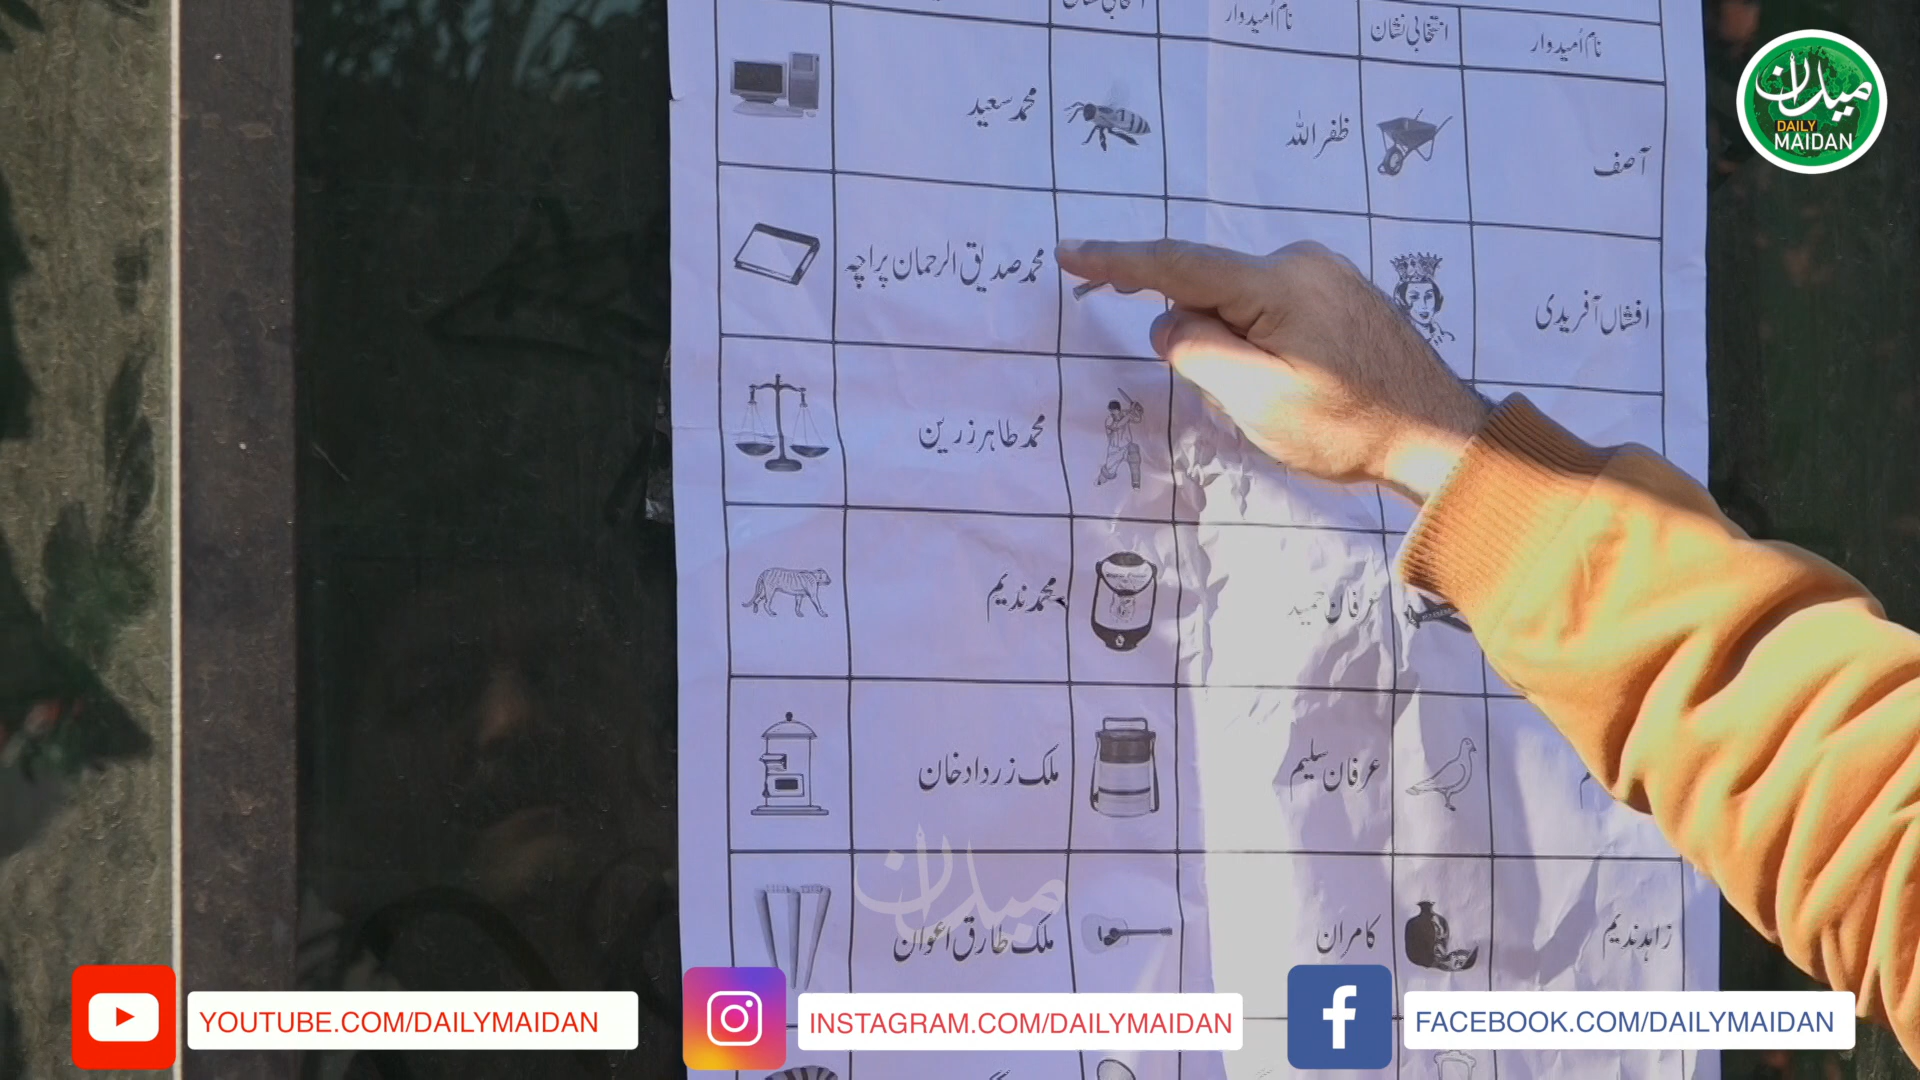 نام اُمیدوار
انتخابی نشان
نام اُمیدوار
آصف
ظفر اللہ
محمد سعید
افشاں آفریدی
محمد صدیق الرحمان پراچہ
محمد طاہر زرین
عرفان حمید
محمد ندیم
عرفان سلیم
ملک زرداد خان
زاہد ندیم
کامران
ملک طارق اعوان
میدان
DAILY
MAIDAN
میدان
YOUTUBE.COM/DAILYMAIDAN
INSTAGRAM.COM/DAILYMAIDAN
FACEBOOK.COM/DAILYMAIDAN